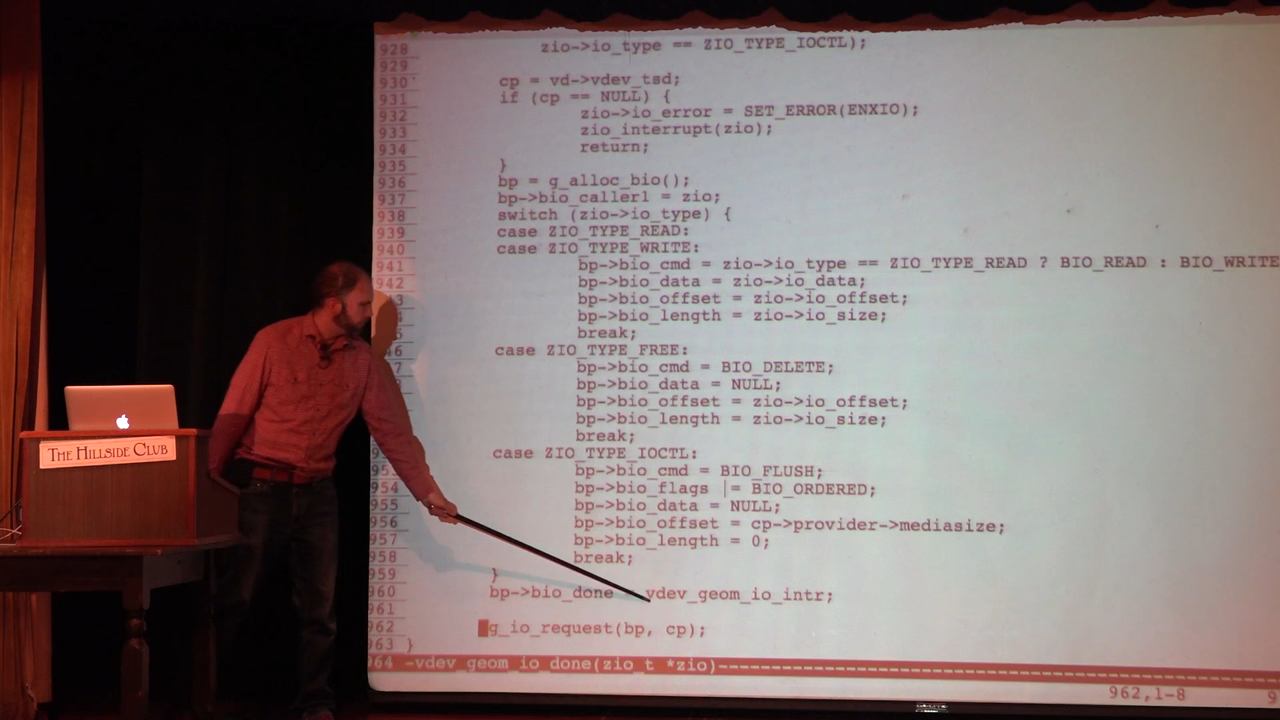 928 zio->io_type == ZIO_TYPE_IOCTL);
929
930 cp = vd->vdev_tsd;
931 if (cp == NULL) {
932 zio->io_error = SET_ERROR(ENXIO);
933 zio_interrupt(zio);
934 return;
935 }
936 bp = g_alloc_bio();
937 bp->bio_caller1 = zio;
938 switch (zio->io_type) {
939 case ZIO_TYPE_READ:
940 case ZIO_TYPE_WRITE:
941 bp->bio_cmd = zio->io_type == ZIO_TYPE_READ ? BIO_READ : BIO_WRITE
942 bp->bio_data = zio->io_data;
3 bp->bio_offset = zio->io_offset;
bp->bio_length = zio->io_size;
break;
46 case ZIO_TYPE_FREE:
7 bp->bio_cmd = BIO_DELETE;
bp->bio_data = NULL;
bp->bio_offset = zio->io_offset;
bp->bio_length = zio->io_size;
break;
case ZIO_TYPE_IOCTL:
953 bp->bio_cmd = BIO_FLUSH;
954 bp->bio_flags |= BIO_ORDERED;
955 bp->bio_data = NULL;
956 bp->bio_offset = cp->provider->mediasize;
957 bp->bio_length = 0;
958 break;
959 }
960 bp->bio_done vdev_geom_io_intr;
961
962 g_io_request(bp, cp);
963 }
964 -vdev_geom_io_done(zio_t *zio)
962,1-8 9
THE HILLSIDE CLUB